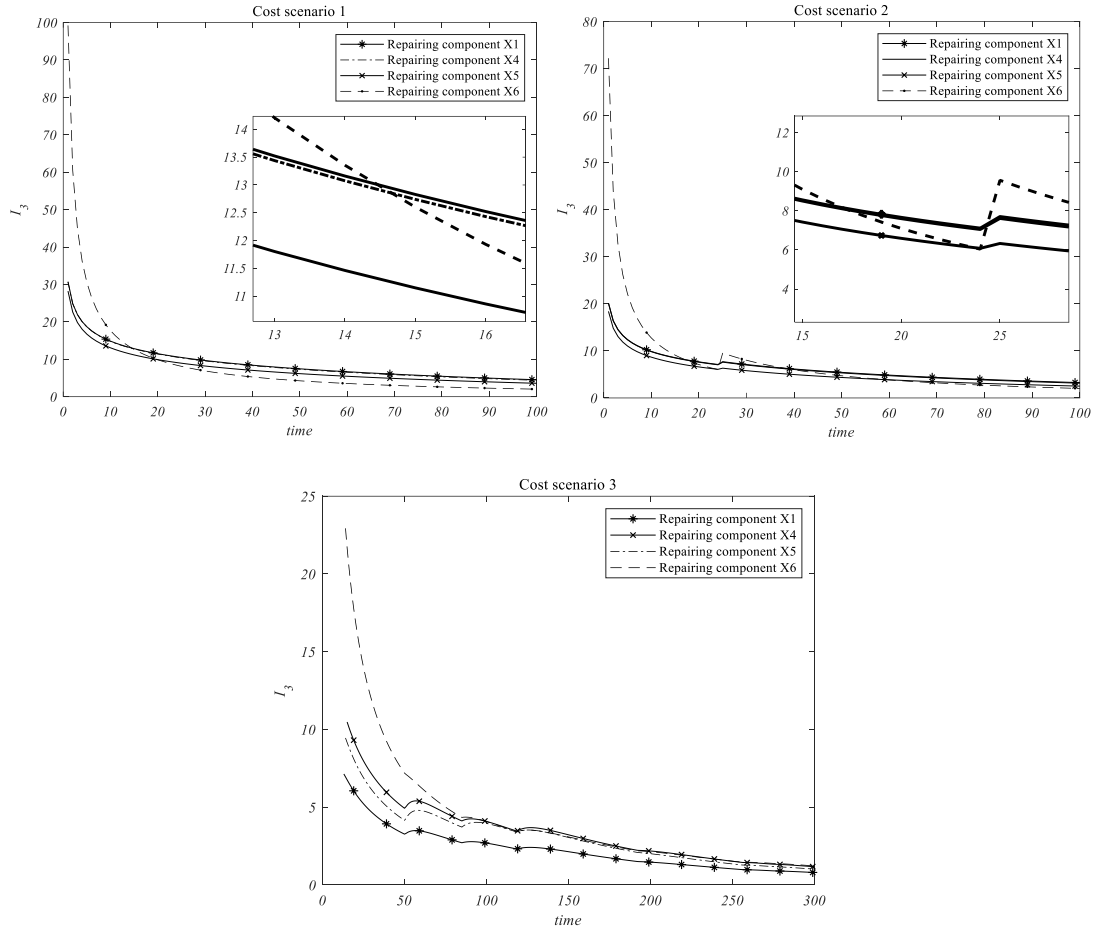 Cost scenario 1
100
90
80
70
60
50
40
30
20
10
0
I3
Repairing component X1
Repairing component X4
Repairing component X5
Repairing component X6
14
13.5
13
12.5
12
11.5
11
13 14 15 16
0 10 20 30 40 50 60 70 80 90 100
time
Cost scenario 2
80
70
60
50
40
30
20
10
0
I3
Repairing component X1
Repairing component X4
Repairing component X5
Repairing component X6
12
10
8
6
4
15 20 25
0 10 20 30 40 50 60 70 80 90 100
time
Cost scenario 3
25
20
15
10
5
0
I3
Repairing component X1
Repairing component X4
Repairing component X5
Repairing component X6
0 50 100 150 200 250 300
time